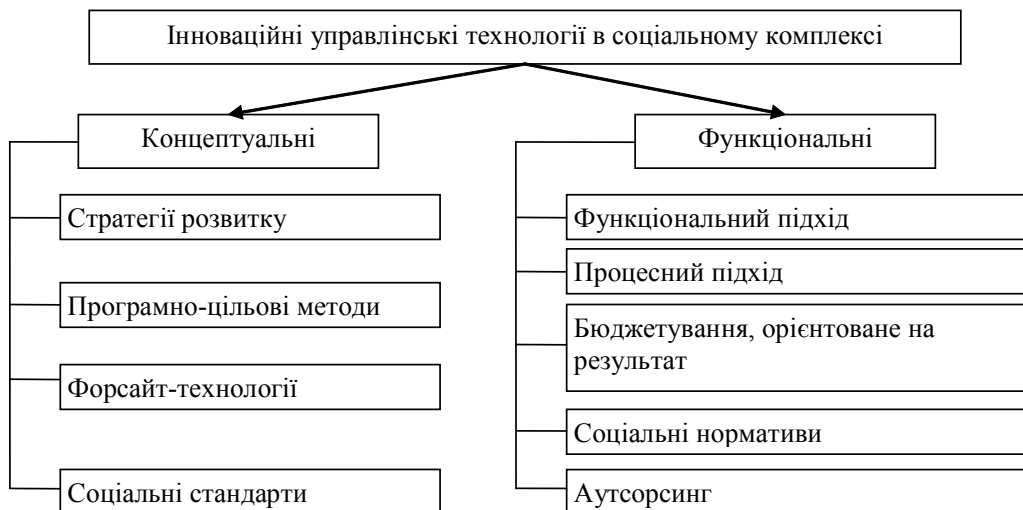 Інноваційні управлінські технології в соціальному комплексі
Концептуальні
Стратегії розвитку
Програмно-цільові методи
Форсайт-технології
Соціальні стандарти
Функціональні
Функціональний підхід
Процесний підхід
Бюджетування, орієнтоване на
результат
Соціальні нормативи
Аутсорсинг